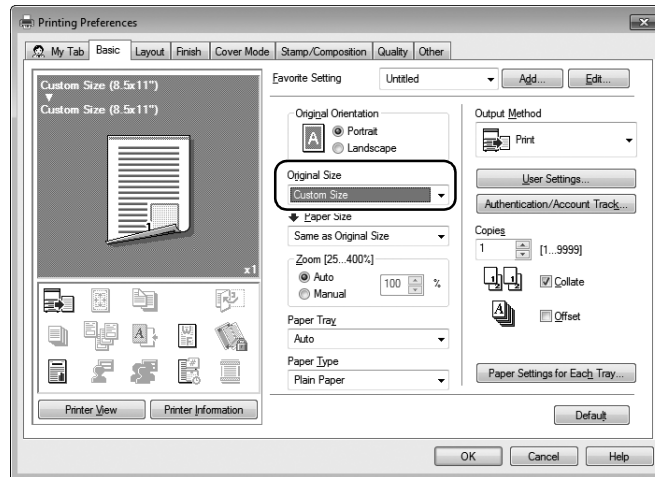 Printing Preferences
My Tab Basic Layout Finish Cover Mode Stamp/Composition Quality Other
Custom Size (8.5x11")
Custom Size (8.5x11")
1
x1
Printer View Printer Information
Favorite Setting Untitled Add... Edit...
Original Orientation
A
Portrait
Landscape
Original Size
Custom Size
Paper Size
Same as Original Size
Zoom [25...400%]
Auto
Manual
100 %
Paper Tray
Auto
Paper Type
Plain Paper
Output Method
Print
User Settings...
Authentication/Account Track...
Copies
1 [1...9999]
Collate
Offset
Paper Settings for Each Tray...
Default
OK Cancel Help